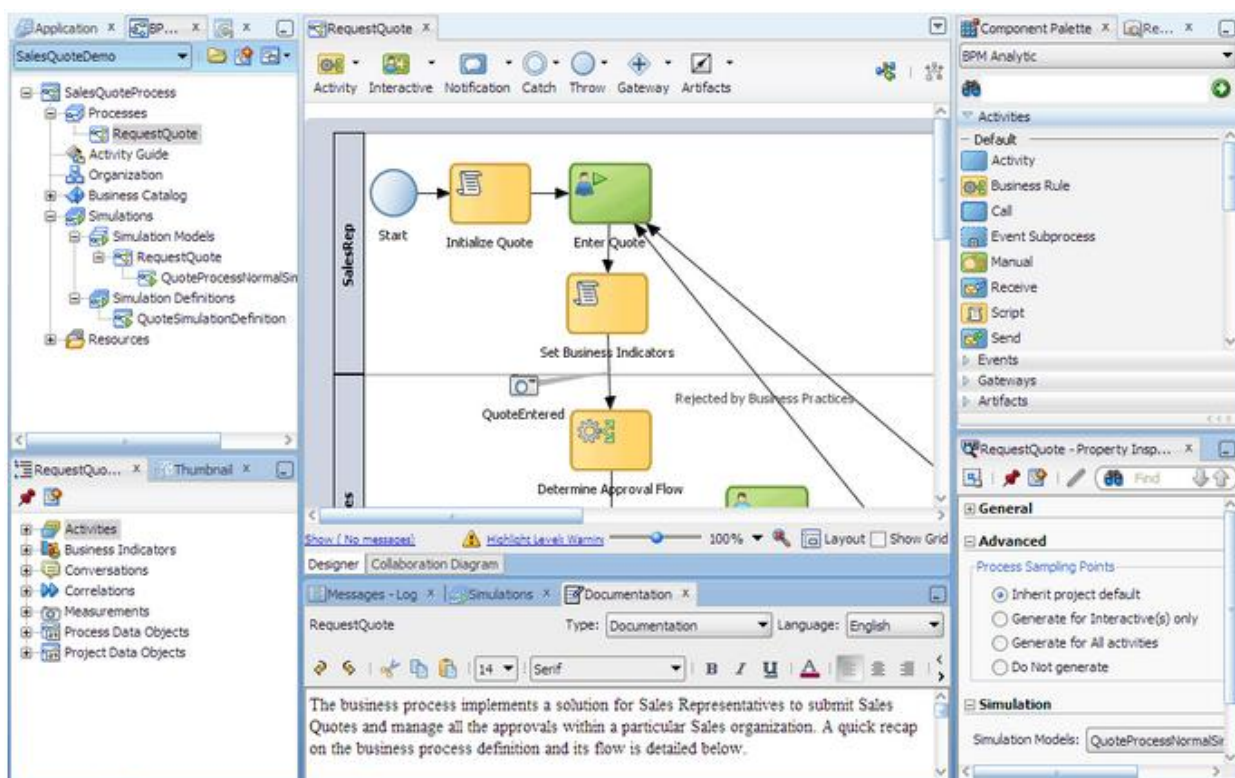 Application
BP...
SalesQuoteDemo
SalesQuoteProcess
Processes
RequestQuote
Activity Guide
Organization
Business Catalog
Simulations
Simulation Models
RequestQuote
QuoteProcessNormalSin
Simulation Definitions
QuoteSimulationDefinition
Resources
RequestQuo...
Thumbnail
Activities
Business Indicators
Conversations
Correlations
Measurements
Process Data Objects
Project Data Objects
RequestQuote
Activity Interactive Notification Catch Throw Gateway Artifacts
SalesRep
Start
Initialize Quote
Enter Quote
Set Business Indicators
QuoteEntered
Rejected by Business Practices
Determine Approval Flow
es
Show ( No messages)
Highlight Level: Warnin
100%
Layout
Show Grid
Designer
Collaboration Diagram
Messages - Log
Simulations
Documentation
RequestQuote
Type: Documentation
Language: English
14
Serif
B I U A
The business process implements a solution for Sales Representatives to submit Sales
Quotes and manage all the approvals within a particular Sales organization. A quick recap
on the business process definition and its flow is detailed below.
Component Palette
Re...
BPM Analytic
Activities
Default
Activity
Business Rule
Call
Event Subprocess
Manual
Receive
Script
Send
Events
Gateways
Artifacts
RequestQuote - Property Insp...
Find
General
Advanced
Process Sampling Points
Inherit project default
Generate for Interactive(s) only
Generate for All activities
Do Not generate
Simulation
Simulation Models: QuoteProcessNormalSi